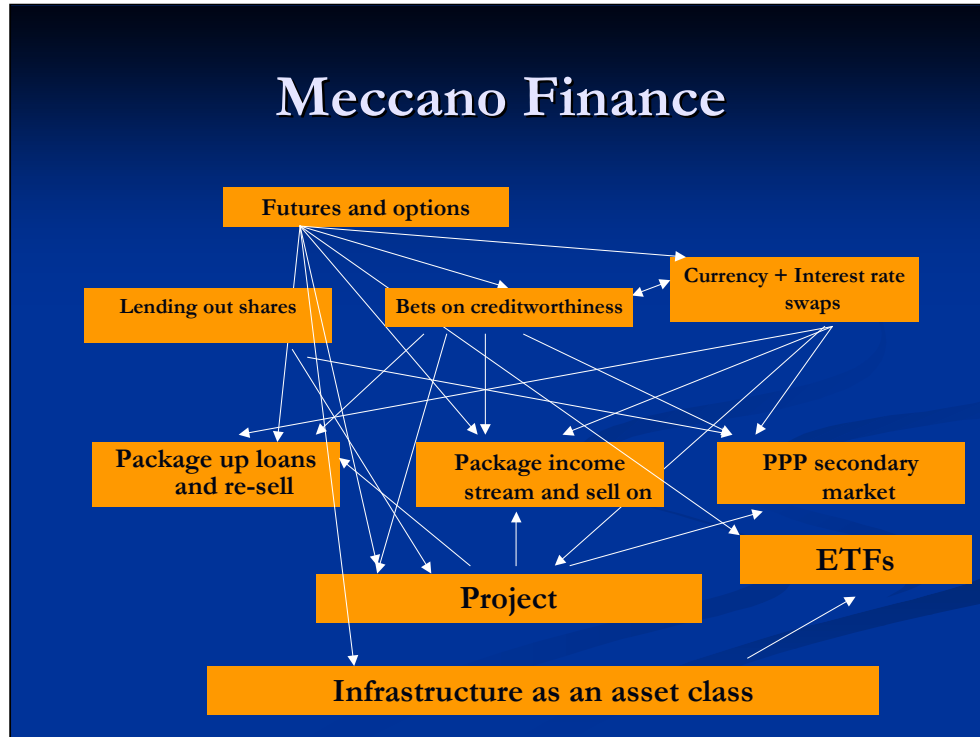 Meccano Finance
Futures and options
Currency + Interest rate
swaps
Lending out shares
Bets on creditworthiness
Package up loans
and re-sell
Package income
stream and sell on
PPP secondary
market
ETFs
Project
Infrastructure as an asset class